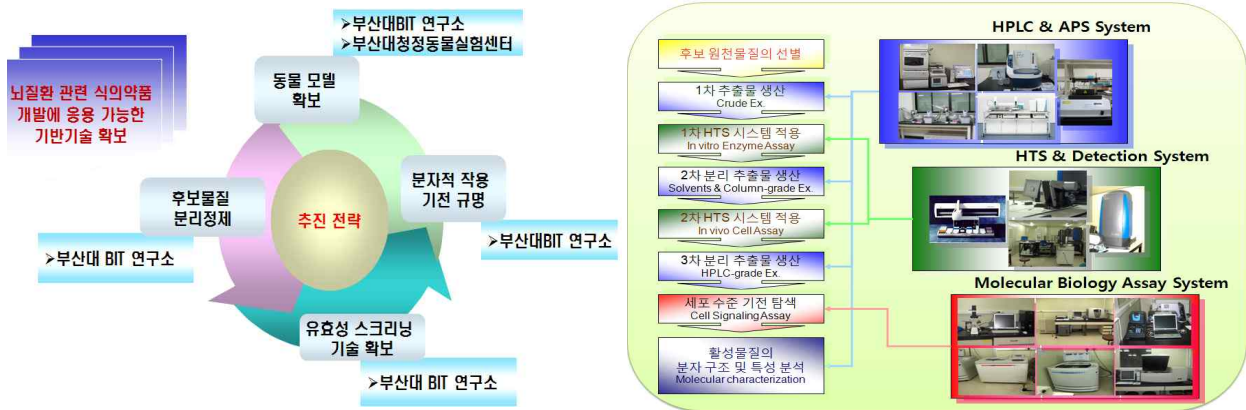 ➢부산대BIT 연구소
➢부산대청정동물실험센터
뇌질환 관련 식의약품
개발에 응용 가능한
기반기술 확보
동물 모델
확보
후보물질
분리정제
➢부산대 BIT 연구소
추진 전략
분자적 작용
기전 규명
➢부산대BIT 연구소
유효성 스크리닝
기술 확보
➢부산대 BIT 연구소
후보 원천물질의 선별
1차 추출물 생산
Crude Ex.
1차 HTS 시스템 적용
In vitro Enzyme Assay
2차 분리 추출물 생산
Solvents & Column-grade Ex.
2차 HTS 시스템 적용
In vivo Cell Assay
3차 분리 추출물 생산
HPLC-grade Ex.
세포 수준 기전 탐색
Cell Signaling Assay
활성물질의
분자 구조 및 특성 분석
Molecular characterization
HPLC & APS System
HTS & Detection System
Molecular Biology Assay System